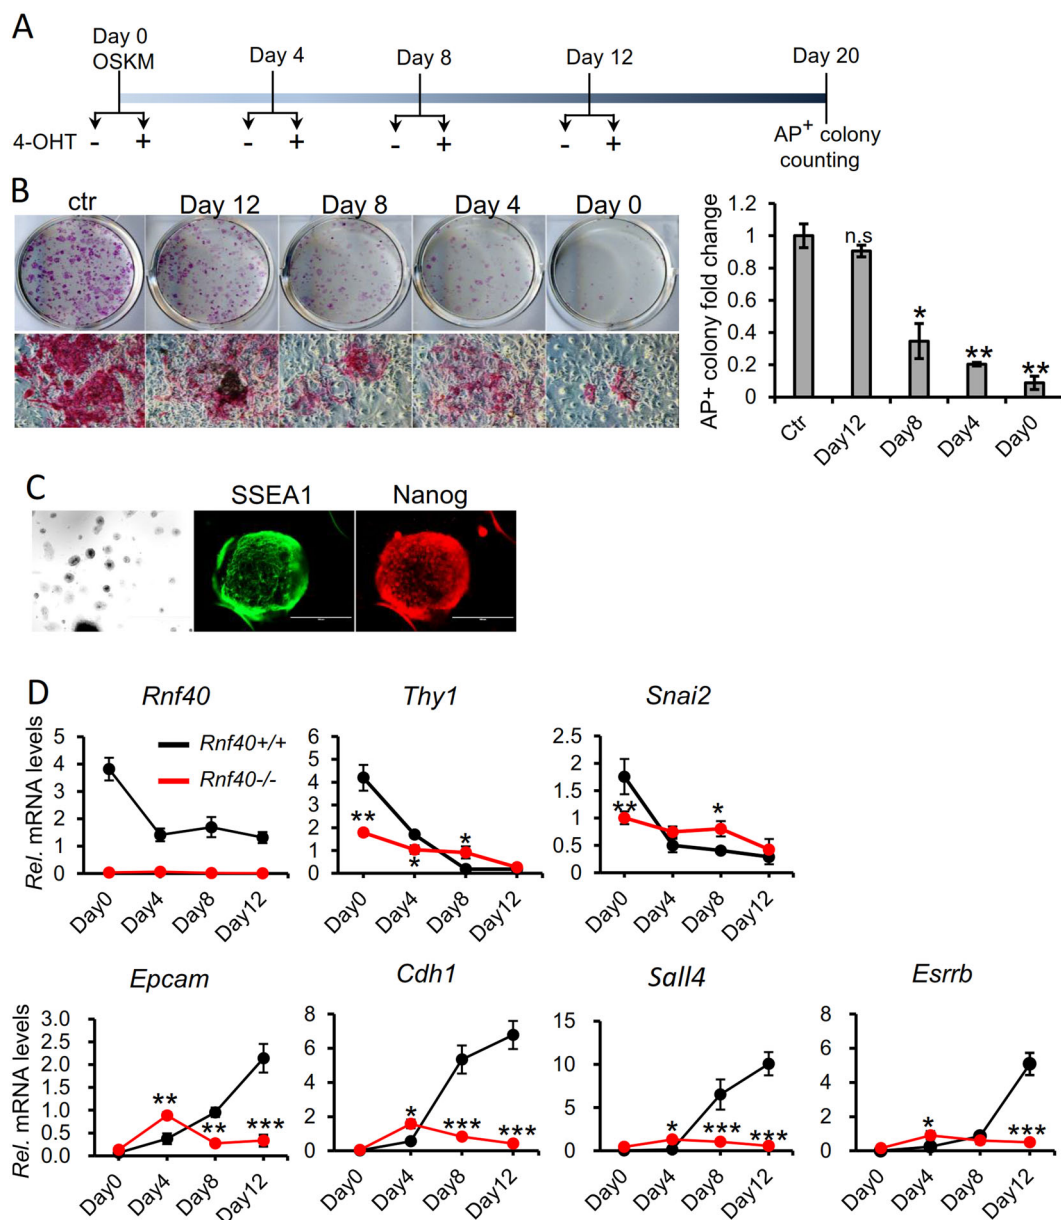 A
Day 0
OSKM
Day 4
Day 8
Day 12
Day 20
4-OHT
- +
- +
- +
- +
AP+ colony
counting
B
ctr
Day 12
Day 8
Day 4
Day 0
AP+ colony fold change
1.2
1
0.8
0.6
0.4
0.2
0
n.s
*
**
**
Ctr
Day12
Day8
Day4
Day0
C
SSEA1
Nanog
D
Rnf40
Rel. mRNA levels
5
4
3
2
1
0
Rnf40+/+
Rnf40-/-
Day0
Day4
Day8
Day12
Thy1
6
5
4
3
2
1
0
**
*
*
Day0
Day4
Day8
Day12
Snai2
2.5
2
1.5
1
0.5
0
**
*
Day0
Day4
Day8
Day12
Epcam
Rel. mRNA levels
3.0
2.5
2.0
1.5
1.0
0.5
0.0
**
**
***
Day0
Day4
Day8
Day12
Cdh1
8
6
4
2
0
*
***
***
Day0
Day4
Day8
Day12
Sall4
15
10
5
0
*
***
***
Day0
Day4
Day8
Day12
Esrrb
8
6
4
2
0
*
***
Day0
Day4
Day8
Day12